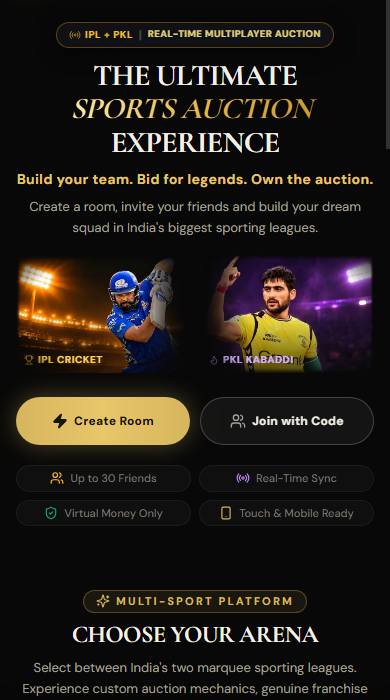 IPL + PKL | REAL-TIME MULTIPLAYER AUCTION
THE ULTIMATE
SPORTS AUCTION
EXPERIENCE
Build your team. Bid for legends. Own the auction.
Create a room, invite your friends and build your dream
squad in India's biggest sporting leagues.
IPL CRICKET
PKL KABADDI
Create Room
Join with Code
Up to 30 Friends
Real-Time Sync
Virtual Money Only
Touch & Mobile Ready
MULTI-SPORT PLATFORM
CHOOSE YOUR ARENA
Select between India's two marquee sporting leagues.
Experience custom auction mechanics, genuine franchise